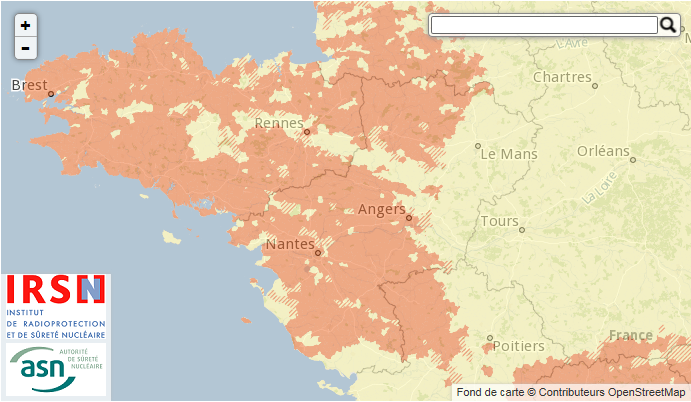 +
-
L'Avre
Chartres
Brest
Rennes
Le Mans
Orléans
La Loire
Angers
Tours
Nantes
IRSN
INSTITUT
DE RADIOPROTECTION
ET DE SÛRETÉ NUCLÉAIRE
asn
AUTORITÉ
DE SÛRETÉ
NUCLÉAIRE
France
Poitiers
Fond de carte © Contributeurs OpenStreetMap